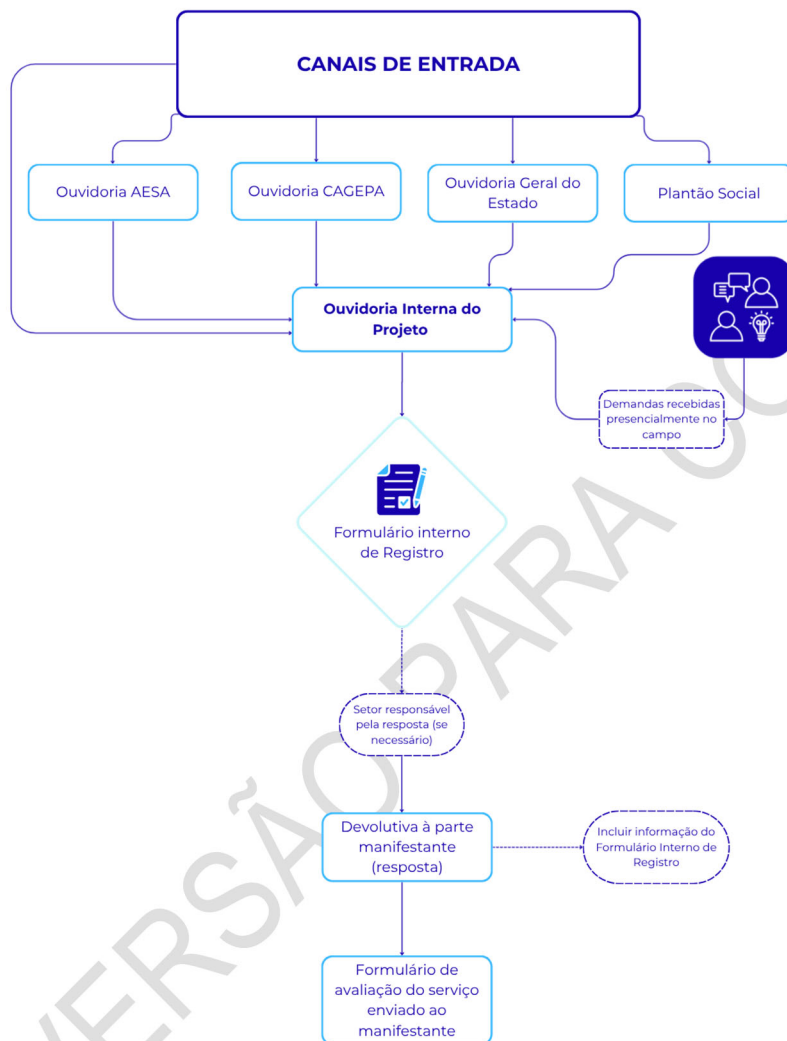 CANAIS DE ENTRADA
Ouvidoria AESA
Ouvidoria CAGEPA
Ouvidoria Geral do
Estado
Plantão Social
Ouvidoria Interna do
Projeto
Demandas recebidas
presencialmente no
campo
Formulário interno
de Registro
Setor responsável
pela resposta (se
necessário)
Devolutiva à parte
manifestante
(resposta)
Incluir informação do
Formulário Interno de
Registro
Formulário de
avaliação do serviço
enviado ao
manifestante
VERSÃO PARA CO